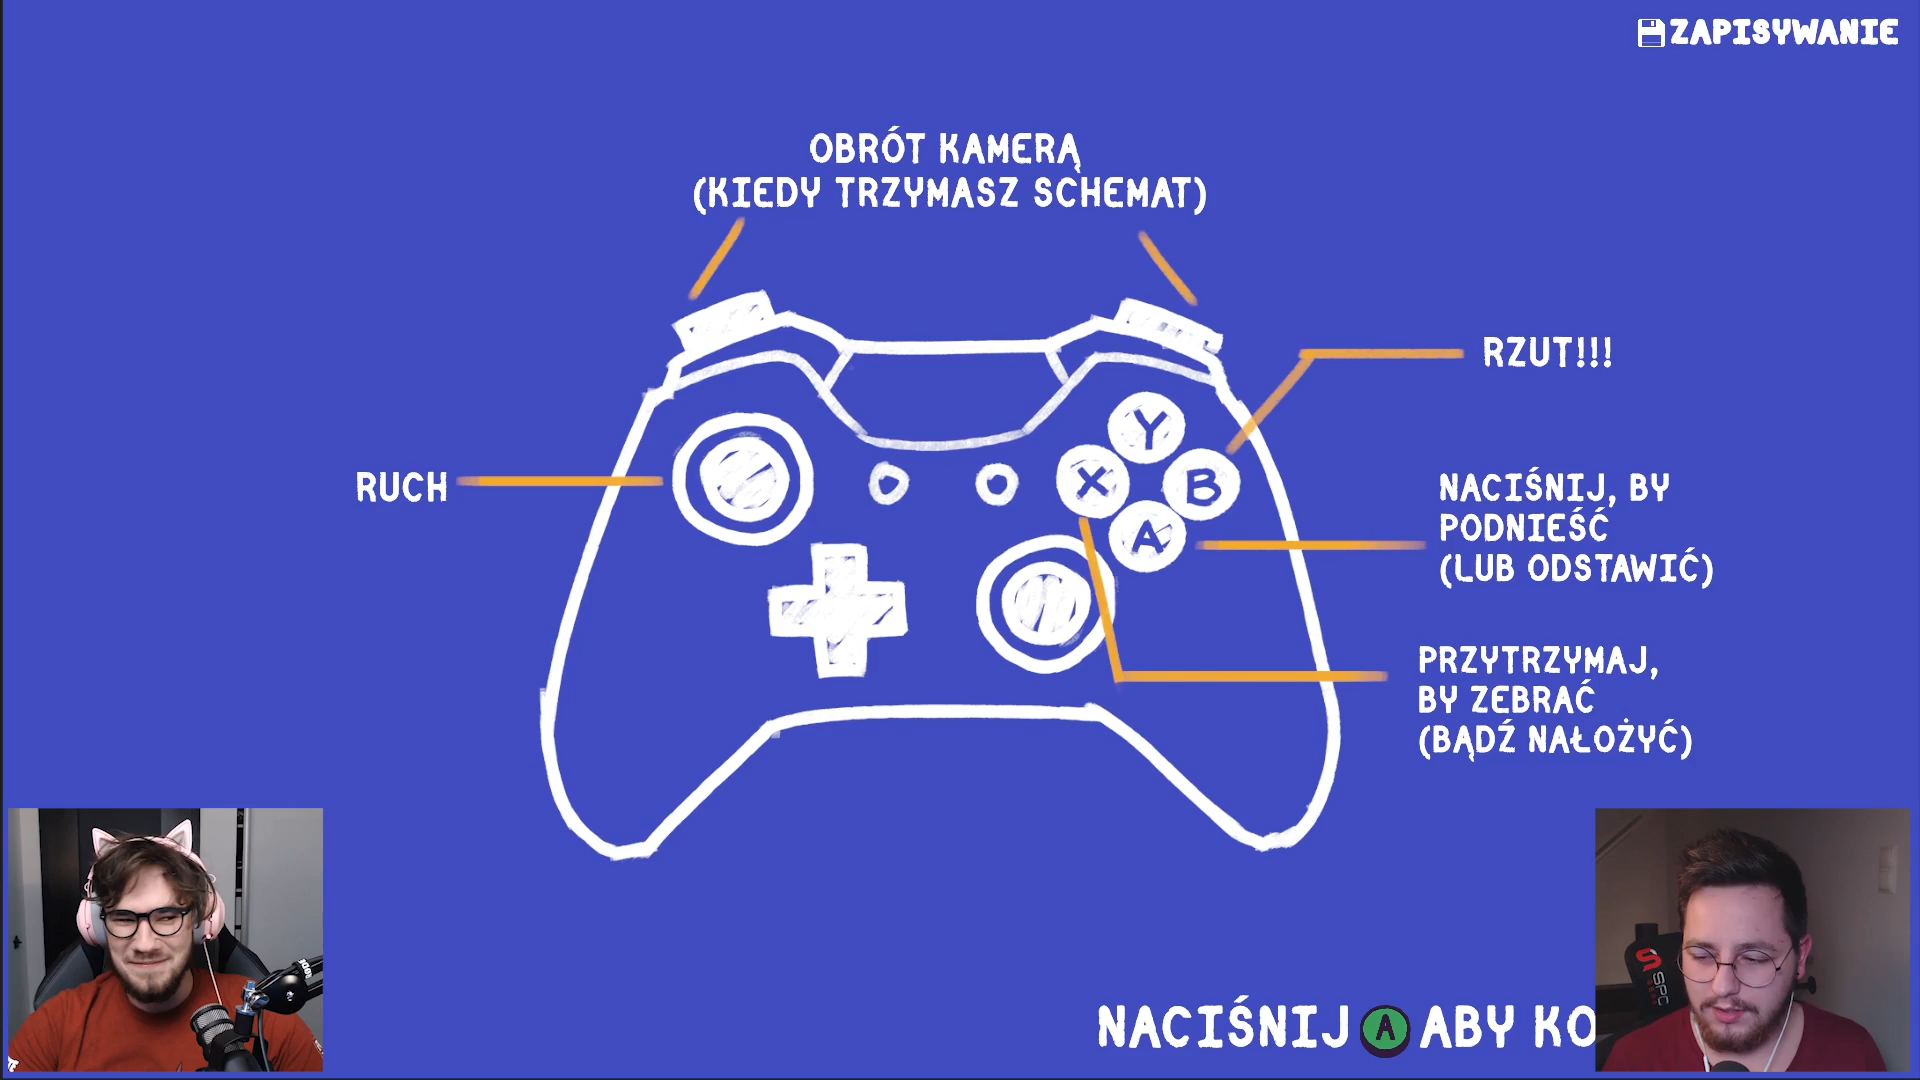 ZAPISYWANIE
OBRÓT KAMERĄ
(KIEDY TRZYMASZ SCHEMAT)
RZUT!!!
RUCH
Y
X
B
A
NACIŚNIJ, BY
PODNIEŚĆ
(LUB ODSTAWIĆ)
PRZYTRZYMAJ,
BY ZEBRAĆ
(BĄDŹ NAŁOŻYĆ)
SPC
NACIŚNIJ A ABY KO